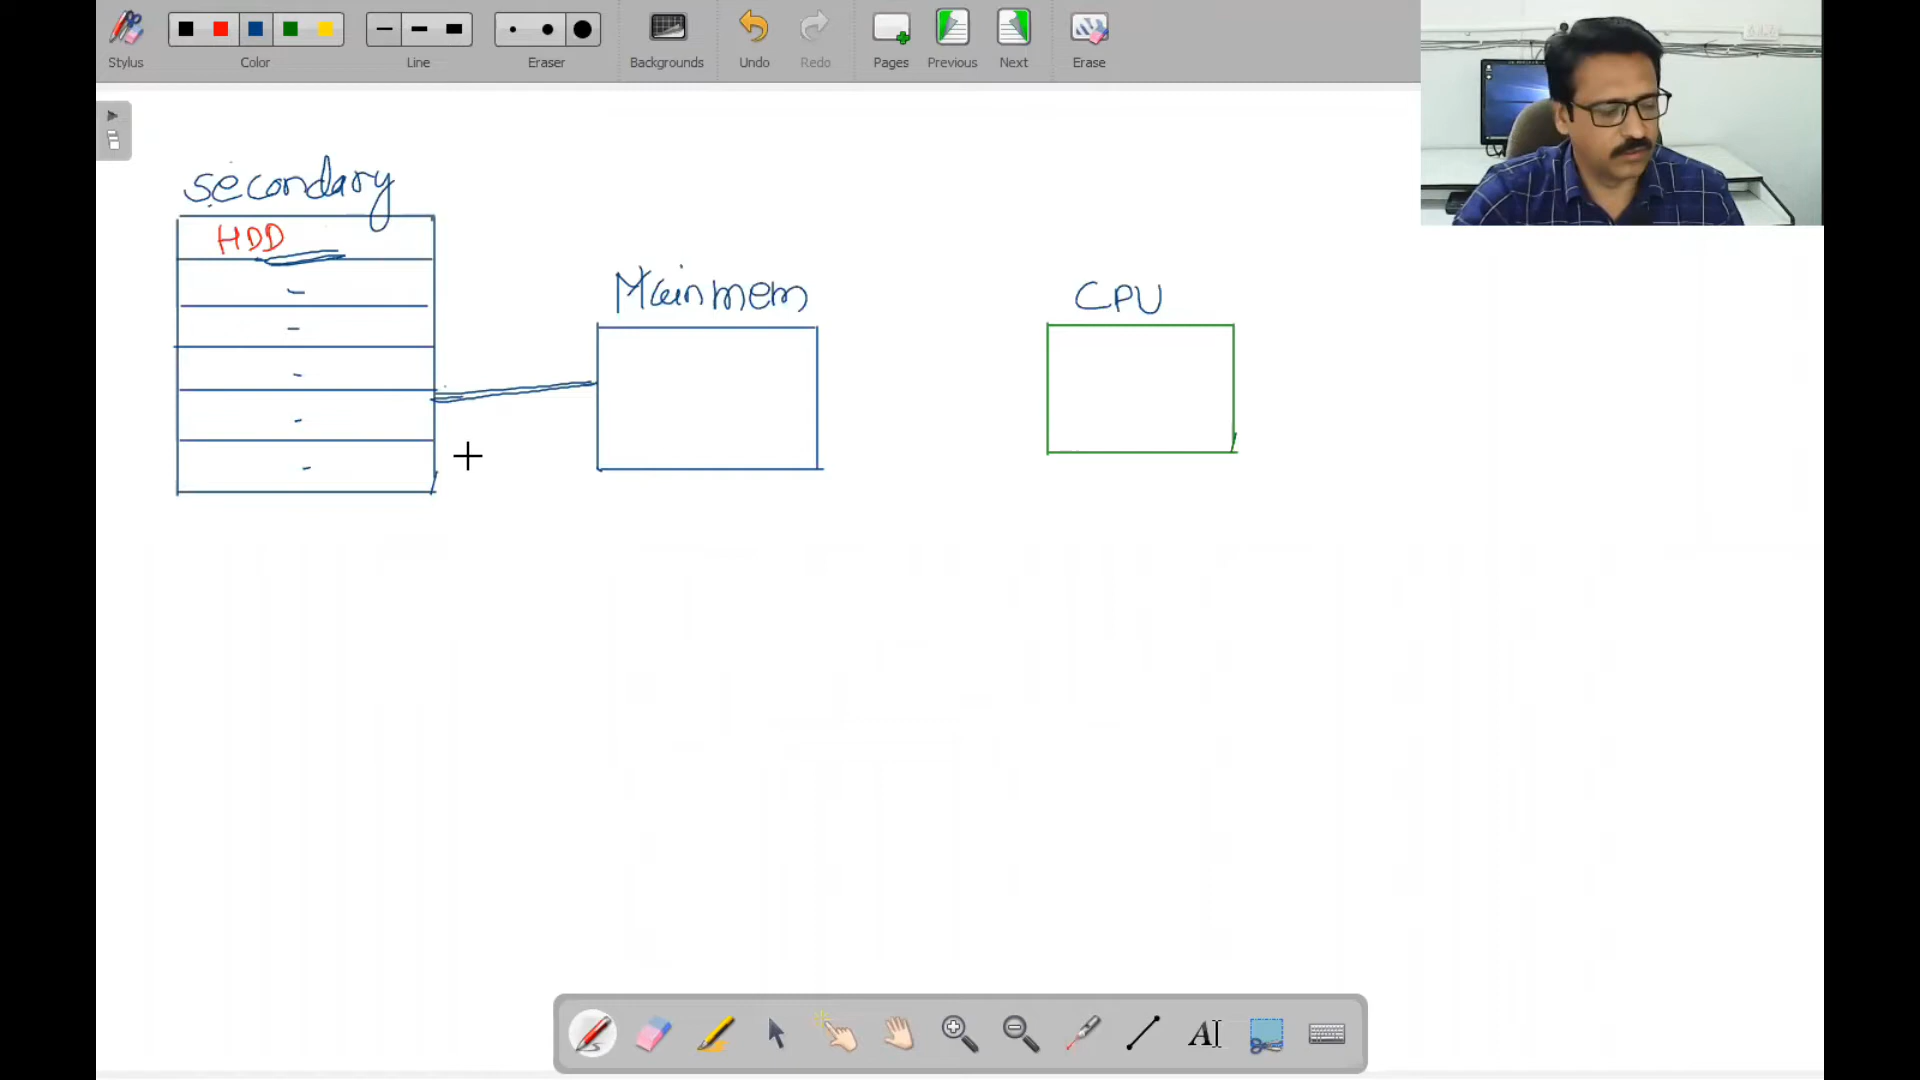 Stylus
Color
Line
Eraser
Backgrounds
Undo
Redo
Pages
Previous
Next
Erase
secondary
HDD
Main mem
CPU
A